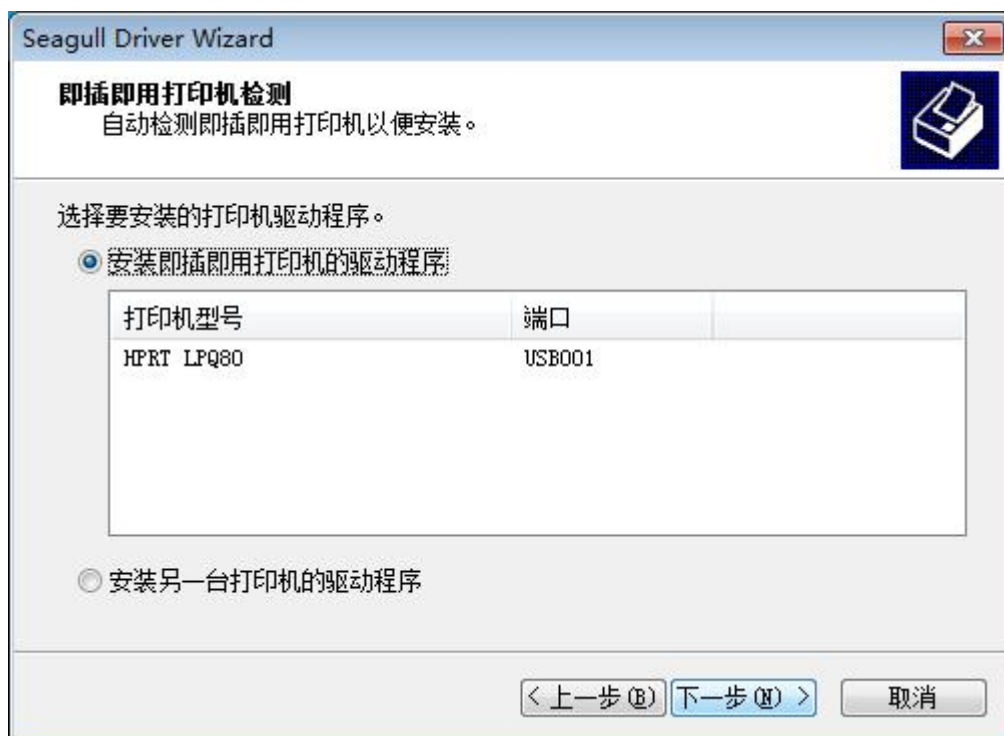 Seagull Driver Wizard
即插即用打印机检测
自动检测即插即用打印机以便安装。
选择要安装的打印机驱动程序。
安装即插即用打印机的驱动程序
打印机型号 端口
HPRT LPQ80 USB001
安装另一台打印机的驱动程序
< 上一步(B) 下一步(N) > 取消